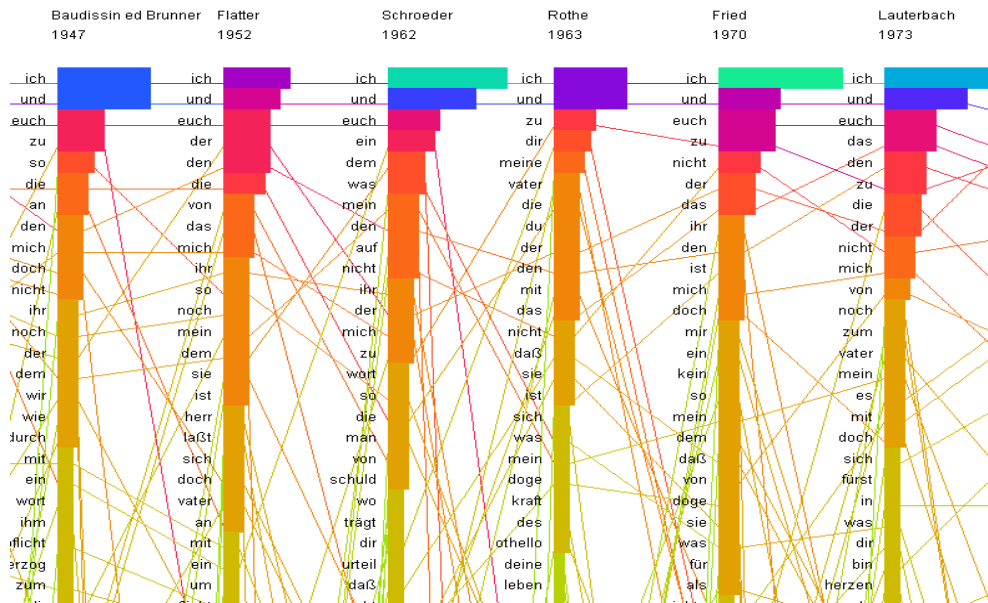 Baudissin ed Brunner
1947
ich
und
euch
zu
so
die
an
den
mich
doch
nicht
ihr
noch
der
dem
wir
wie
durch
mit
ein
wort
ihm
flicht
erzog
zum
Flatter
1952
ich
und
euch
der
den
die
von
das
mich
ihr
so
noch
mein
dem
sie
ist
herr
laßt
sich
doch
vater
an
mit
ein
um
Schroeder
1962
ich
und
euch
ein
dem
was
mein
den
auf
nicht
ihr
der
mich
zu
wort
so
die
man
von
schuld
wo
trägt
dir
urteil
daß
Rothe
1963
ich
und
zu
dir
meine
vater
die
du
der
den
mit
das
nicht
daß
sie
ist
sich
was
mein
doge
kraft
des
othello
deine
leben
Fried
1970
ich
und
euch
zu
nicht
der
das
ihr
den
ist
mich
doch
mir
ein
kein
so
mein
dem
daß
von
doge
sie
was
für
als
Lauterbach
1973
ich
und
euch
das
den
zu
die
der
nicht
mich
von
noch
zum
vater
mein
es
mit
doch
sich
fürst
in
was
dir
bin
herzen